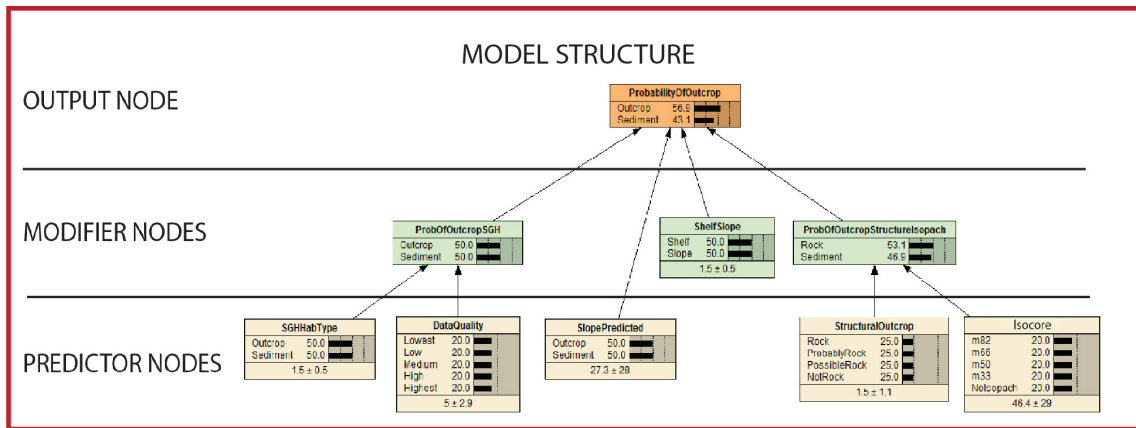 MODEL STRUCTURE
OUTPUT NODE
ProbabilityOfOutcrop
Outcrop 56.9
Sediment 43.1
MODIFIER NODES
ProbOfOutcropSGH
Outcrop 50.0
Sediment 50.0
ShelfSlope
Shelf 50.0
Slope 50.0
1.5 ± 0.5
ProbOfOutcropStructureIsopach
Rock 53.1
Sediment 46.9
PREDICTOR NODES
SGHHabType
Outcrop 50.0
Sediment 50.0
1.5 ± 0.5
DataQuality
Lowest 20.0
Low 20.0
Medium 20.0
High 20.0
Highest 20.0
5 ± 2.9
SlopePredicted
Outcrop 50.0
Sediment 50.0
27.3 ± 28
StructuralOutcrop
Rock 25.0
ProbablyRock 25.0
PossibleRock 25.0
NotRock 25.0
1.5 ± 1.1
Isocore
m82 20.0
m66 20.0
m50 20.0
m33 20.0
NoIsopach 20.0
46.4 ± 29